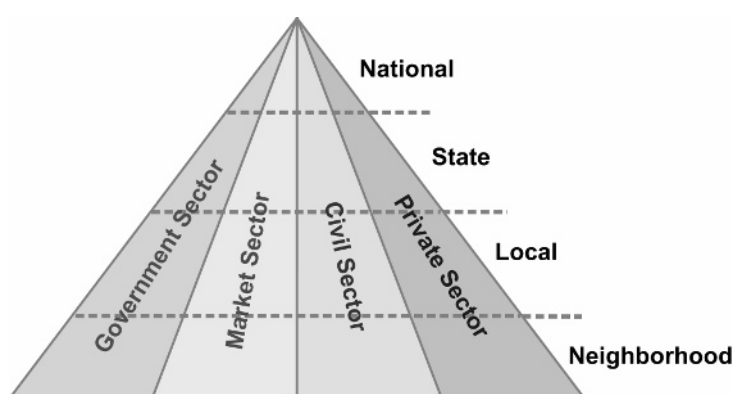 National
State
Local
Neighborhood
Government Sector
Market Sector
Civil Sector
Private Sector